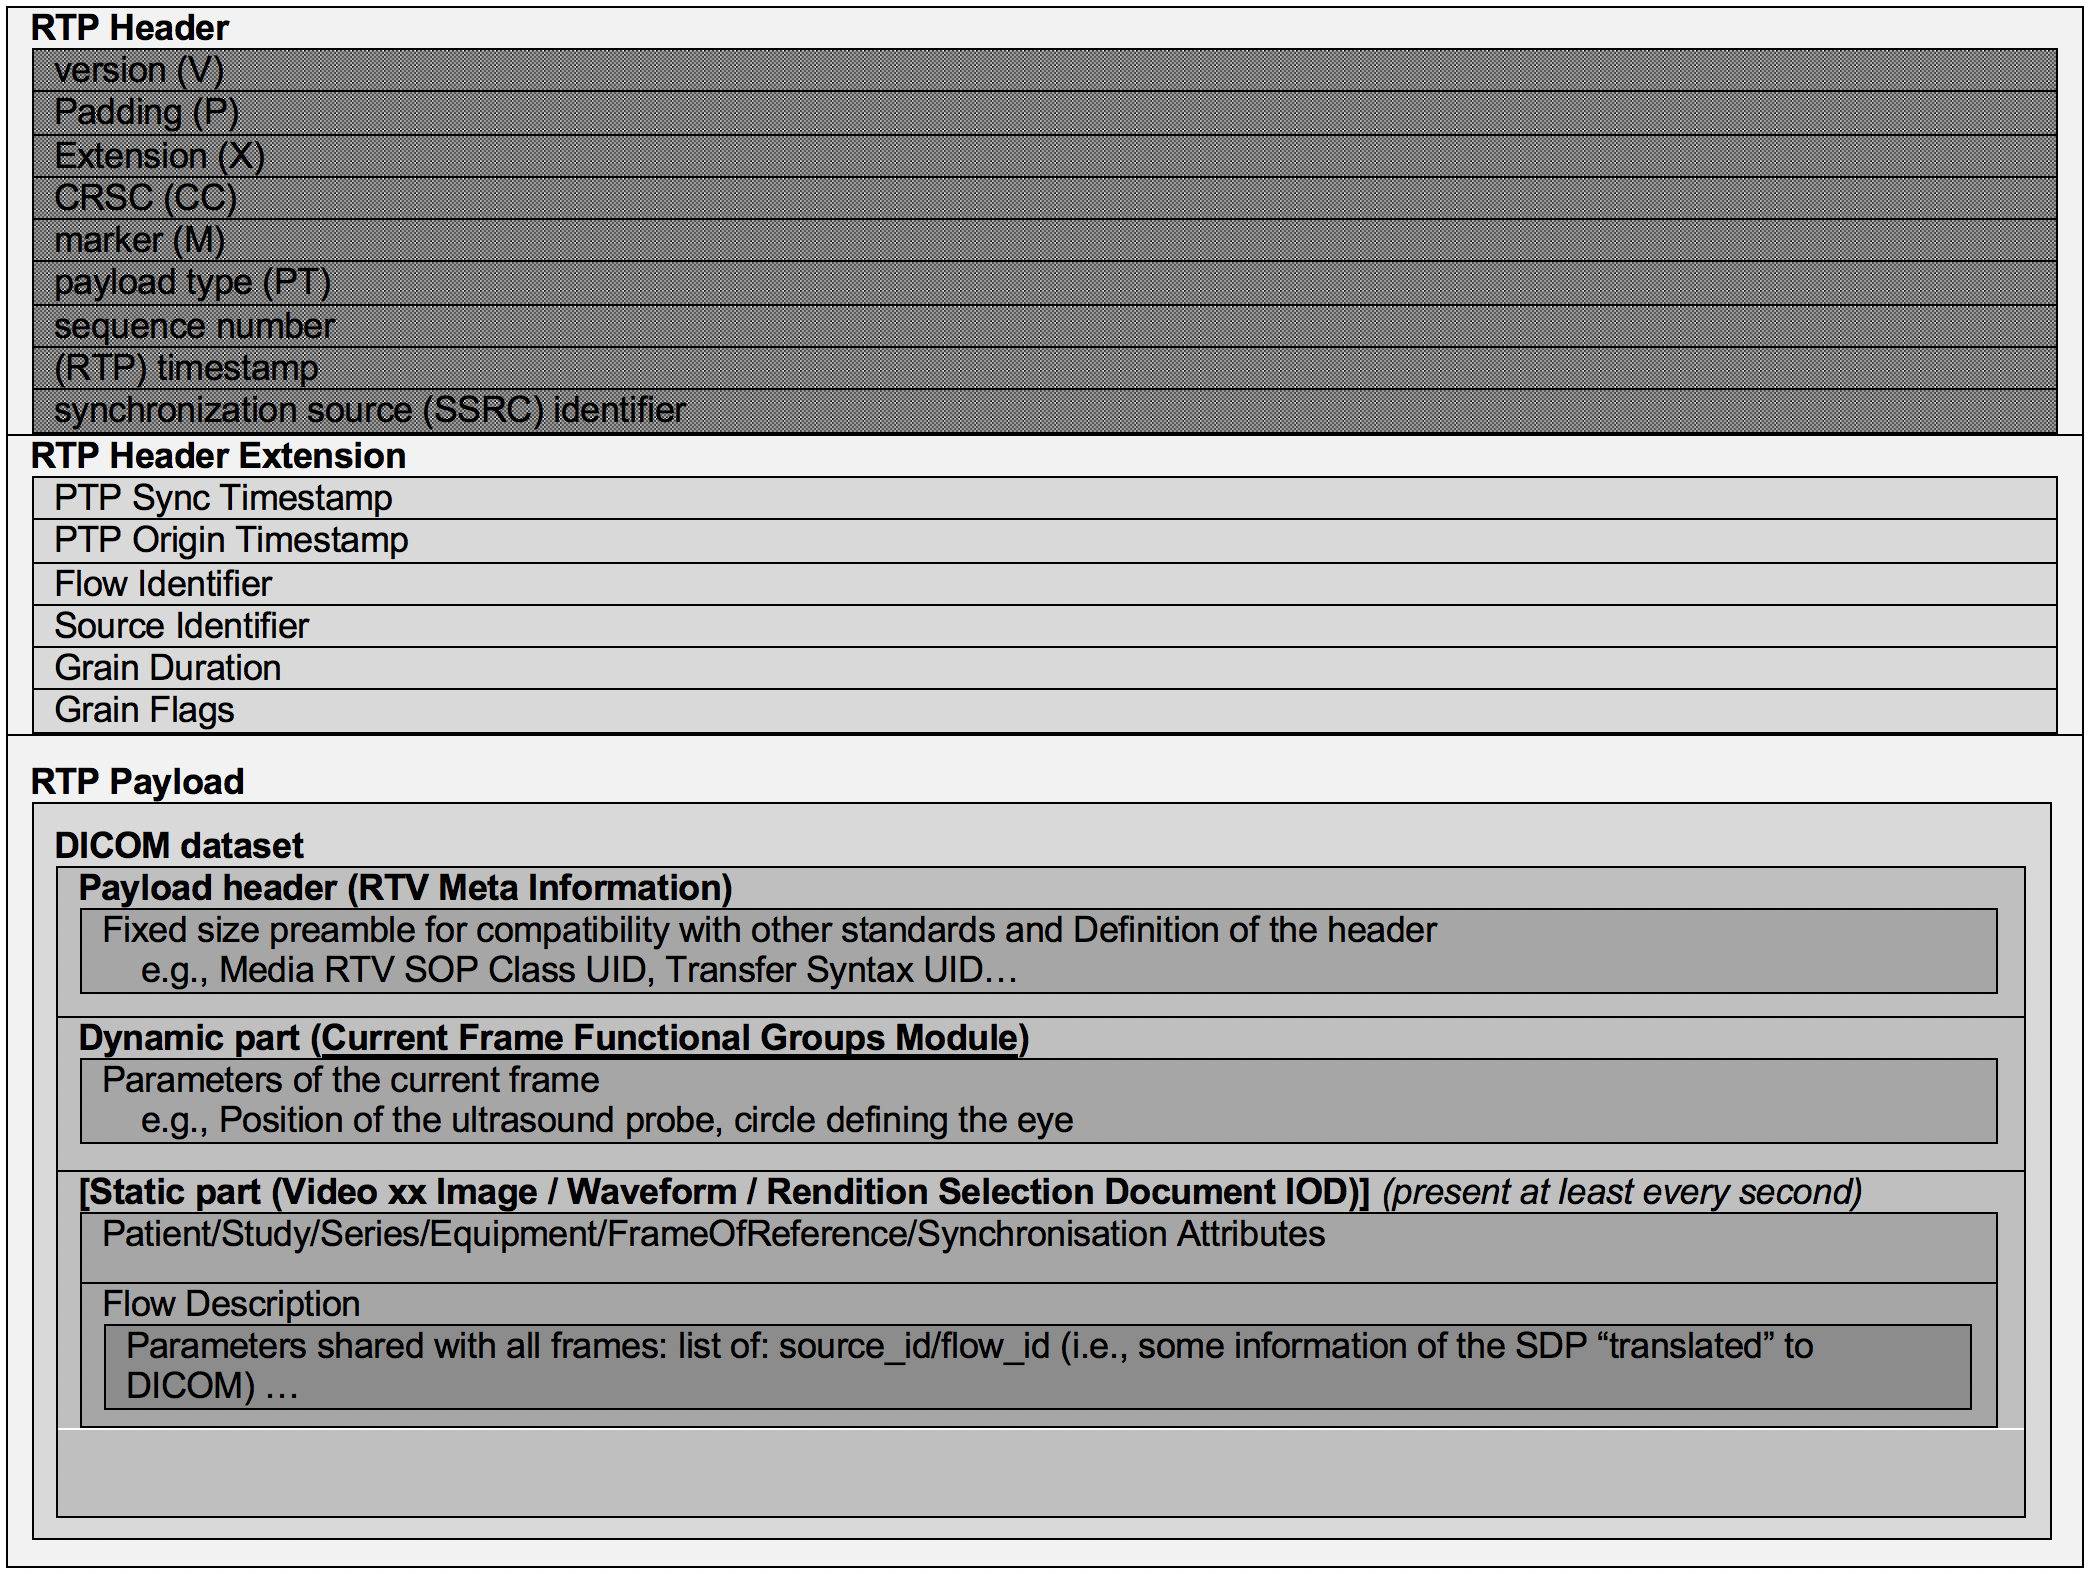 RTP Header
version (V)
Padding (P)
Extension (X)
CRSC (CC)
marker (M)
payload type (PT)
sequence number
(RTP) timestamp
synchronization source (SSRC) identifier
RTP Header Extension
PTP Sync Timestamp
PTP Origin Timestamp
Flow Identifier
Source Identifier
Grain Duration
Grain Flags
RTP Payload
DICOM dataset
Payload header (RTV Meta Information)
Fixed size preamble for compatibility with other standards and Definition of the header
e.g., Media RTV SOP Class UID, Transfer Syntax UID…
Dynamic part (Current Frame Functional Groups Module)
Parameters of the current frame
e.g., Position of the ultrasound probe, circle defining the eye
[Static part (Video xx Image / Waveform / Rendition Selection Document IOD)] (present at least every second)
Patient/Study/Series/Equipment/FrameOfReference/Synchronisation Attributes
Flow Description
Parameters shared with all frames: list of: source_id/flow_id (i.e., some information of the SDP “translated” to
DICOM) …